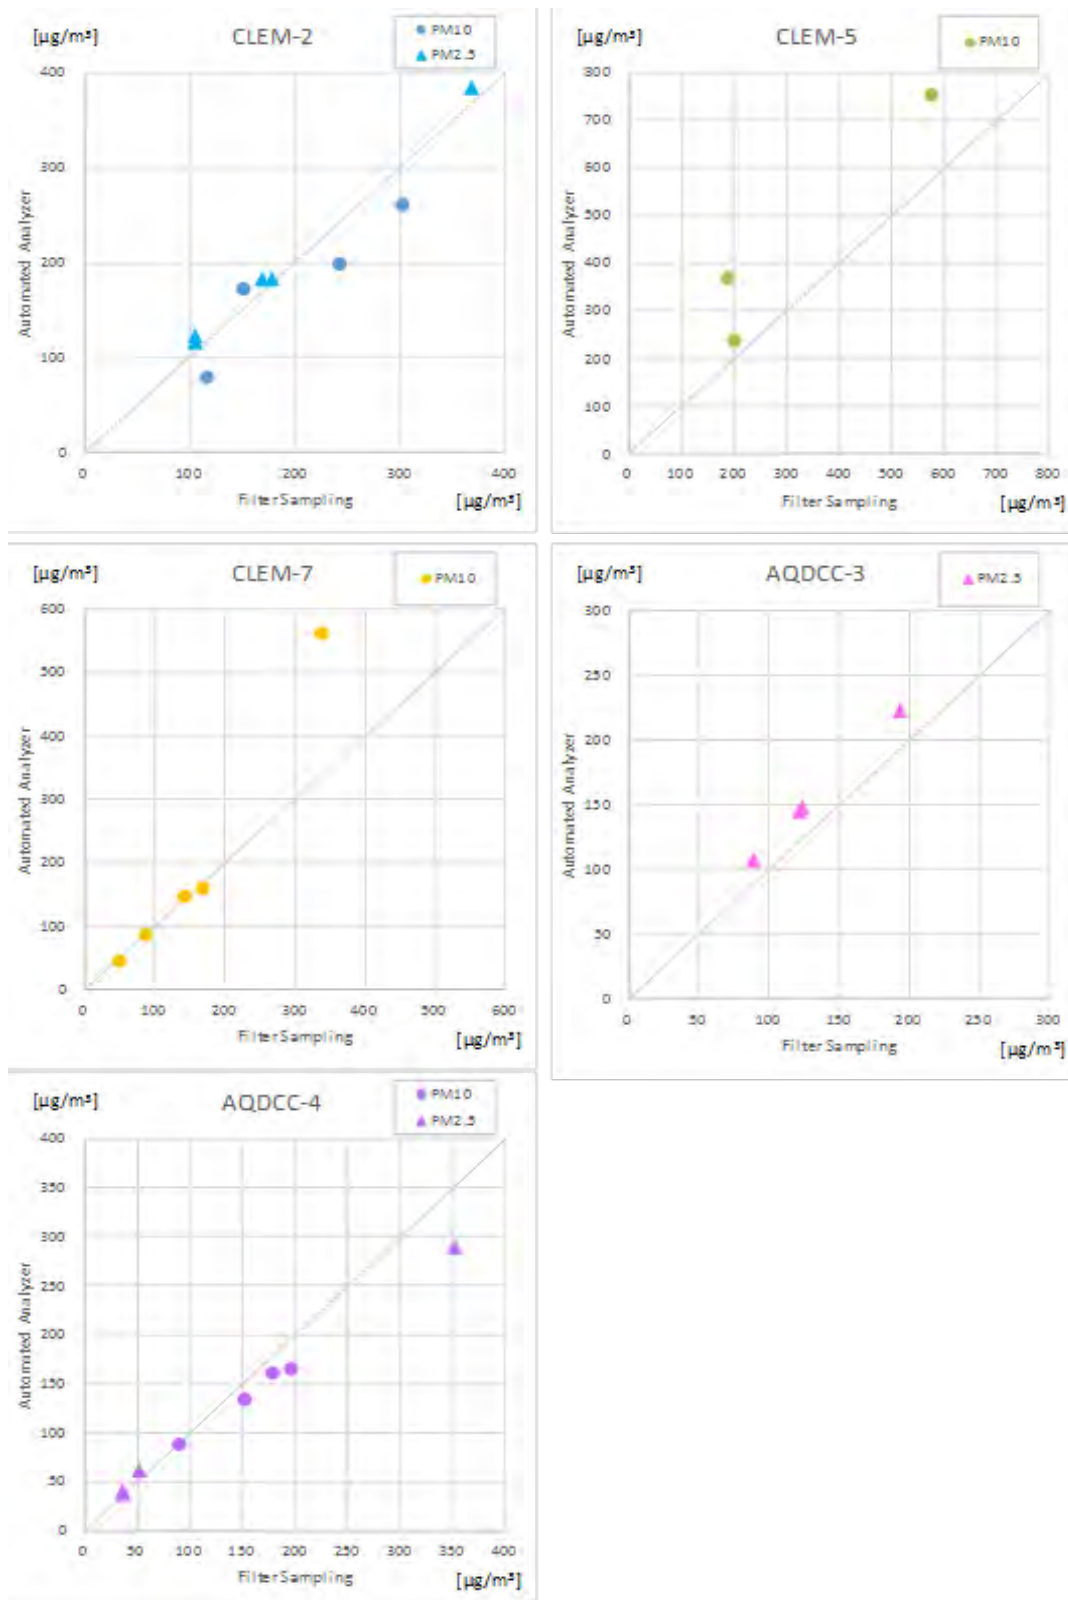 [µg/m³]
CLEM-2
PM10
PM2.5
400
300
200
100
0
Automated Analyzer
0 100 200 300 400
Filter Sampling
[µg/m³]
CLEM-5
PM10
[µg/m³]
800
700
600
500
400
300
200
100
0
Automated Analyzer
0 100 200 300 400 500 600 700 800
Filter Sampling
[µg/m³]
[µg/m³]
CLEM-7
PM10
600
500
400
300
200
100
0
Automated Analyzer
0 100 200 300 400 500 600
Filter Sampling
[µg/m³]
[µg/m³]
AQDCC-3
PM2.5
300
250
200
150
100
50
0
Automated Analyzer
0 50 100 150 200 250 300
Filter Sampling
[µg/m³]
[µg/m³]
AQDCC-4
PM10
PM2.5
400
350
300
250
200
150
100
50
0
Automated Analyzer
0 50 100 150 200 250 300 350 400
Filter Sampling
[µg/m³]